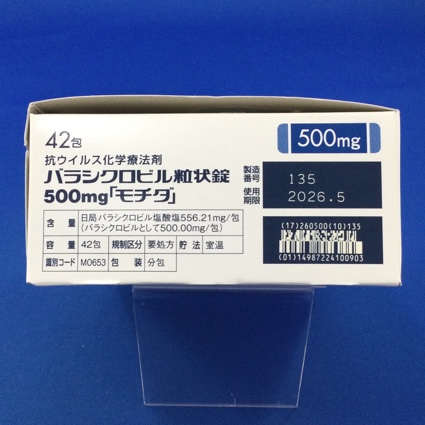 42包
500mg
抗ウイルス化学療法剤
バラシクロビル粒状錠
500mg「モチダ」
製造番号 135
使用期限 2026.5
含量 日局 バラシクロビル塩酸塩556.21mg/包
(バラシクロビルとして500.00mg/包)
容量 42包 規制区分 要処方 貯法 室温
識別コード M0653 包装 分包
(17)260500(10)135
(01)14987224100903